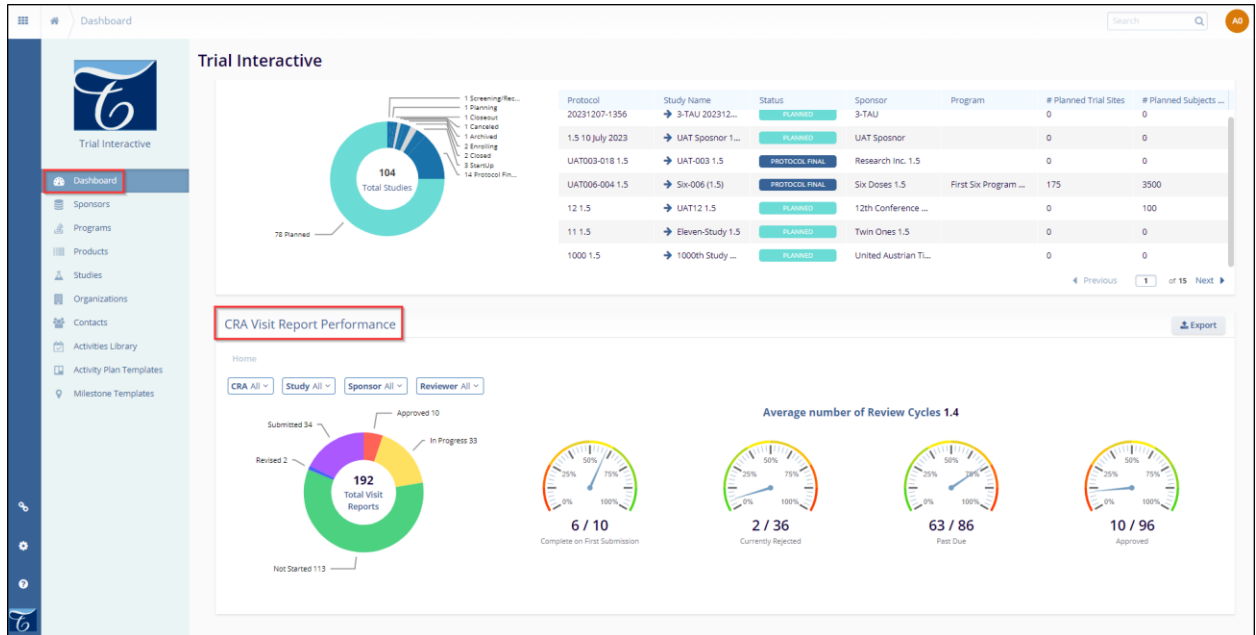 Dashboard
Search
AO
Trial Interactive
Trial Interactive
Dashboard
Sponsors
Programs
Products
Studies
Organizations
Contacts
Activities Library
Activity Plan Templates
Milestone Templates
1 Screening/Rec...
1 Planning
1 Closeout
1 Canceled
1 Archived
2 Enrolling
2 Closed
3 StartUp
14 Protocol Fin...
104
Total Studies
78 Planned
Protocol Study Name Status Sponsor Program # Planned Trial Sites # Planned Subjects ...
20231207-1356 3-TAU 202312... PLANNED 3-TAU 0 0
1.5 10 July 2023 UAT Sposnor 1... PLANNED UAT Sposnor 0 0
UAT003-018 1.5 UAT-003 1.5 PROTOCOL FINAL Research Inc. 1.5 0 0
UAT006-004 1.5 Six-006 (1.5) PROTOCOL FINAL Six Doses 1.5 First Six Program ... 175 3500
12 1.5 UAT12 1.5 PLANNED 12th Conference ... 0 100
11 1.5 Eleven-Study 1.5 PLANNED Twin Ones 1.5 0 0
1000 1.5 1000th Study ... PLANNED United Austrian Ti... 0 0
Previous 1 of 15 Next
CRA Visit Report Performance
Export
Home
CRA All Study All Sponsor All Reviewer All
Approved 10
Submitted 34
In Progress 33
Revised 2
192
Total Visit
Reports
Not Started 113
Average number of Review Cycles 1.4
0% 25% 50% 75% 100%
6 / 10
Complete on First Submission
0% 25% 50% 75% 100%
2 / 36
Currently Rejected
0% 25% 50% 75% 100%
63 / 86
Past Due
0% 25% 50% 75% 100%
10 / 96
Approved